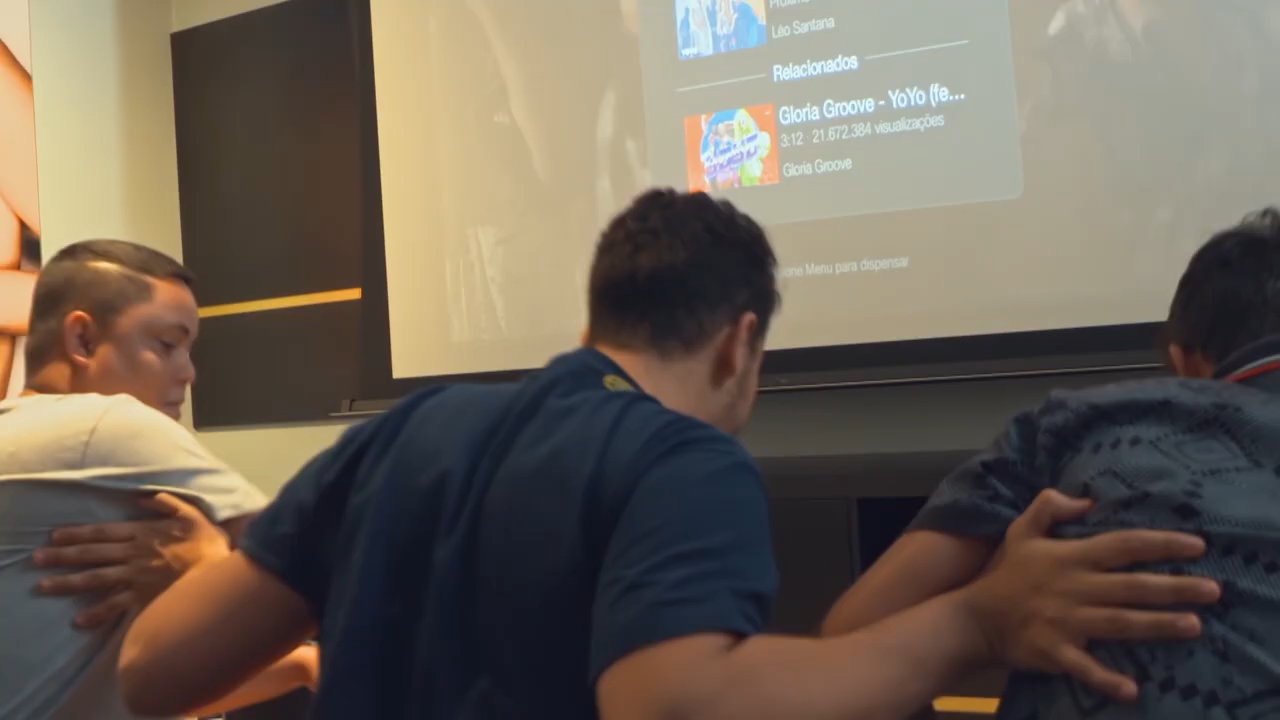 Léo Santana
Relacionados
Gloria Groove - YoYo (fe...
3:12 · 21.672.384 visualizações
Gloria Groove
Menu para dispensar